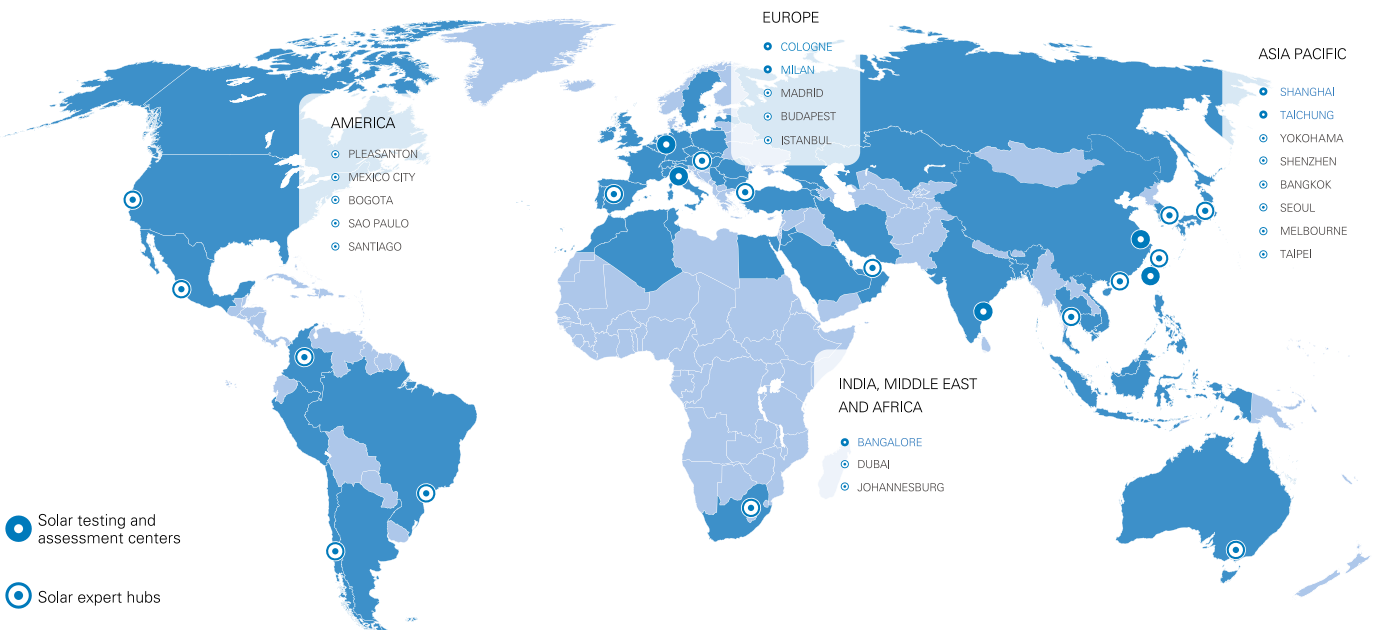 EUROPE
COLOGNE
MILAN
MADRID
BUDAPEST
ISTANBUL
ASIA PACIFIC
SHANGHAI
TAICHUNG
YOKOHAMA
SHENZHEN
BANGKOK
SEOUL
MELBOURNE
TAIPEI
AMERICA
PLEASANTON
MEXICO CITY
BOGOTA
SAO PAULO
SANTIAGO
INDIA, MIDDLE EAST
AND AFRICA
BANGALORE
DUBAI
JOHANNESBURG
Solar testing and
assessment centers
Solar expert hubs